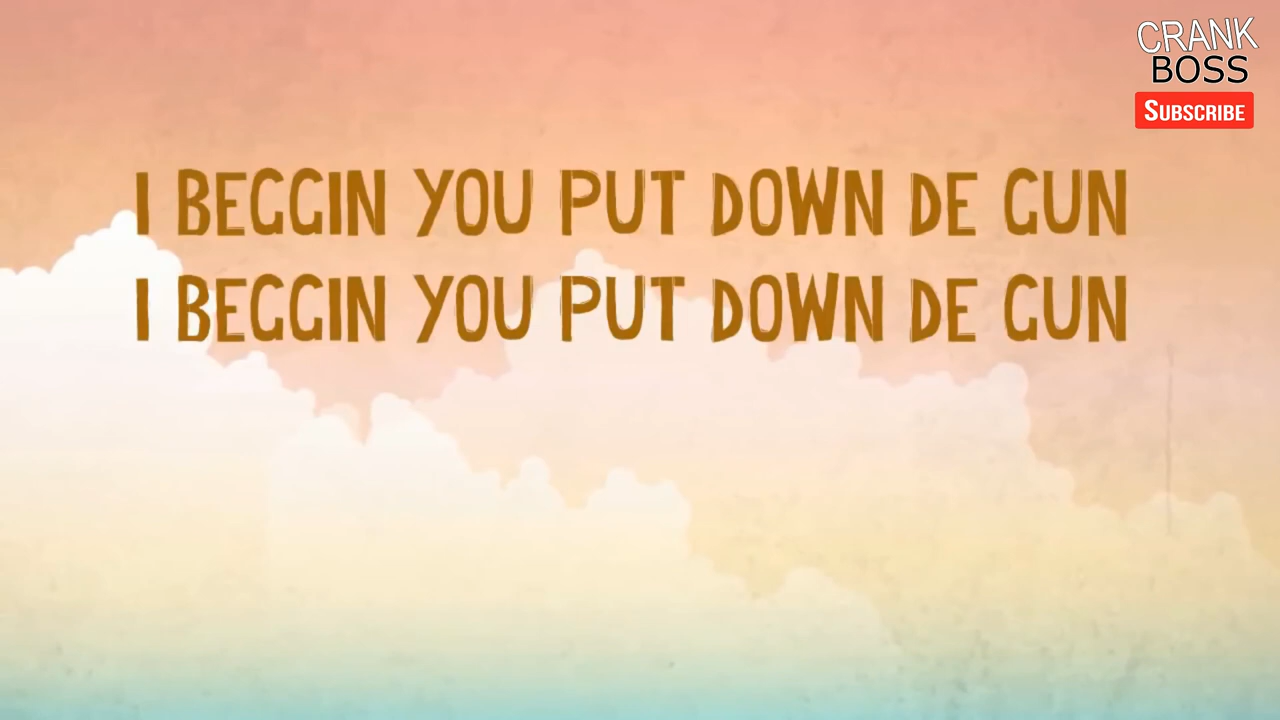 CRANK
BOSS
SUBSCRIBE
I BEGGIN YOU PUT DOWN DE GUN
I BEGGIN YOU PUT DOWN DE GUN